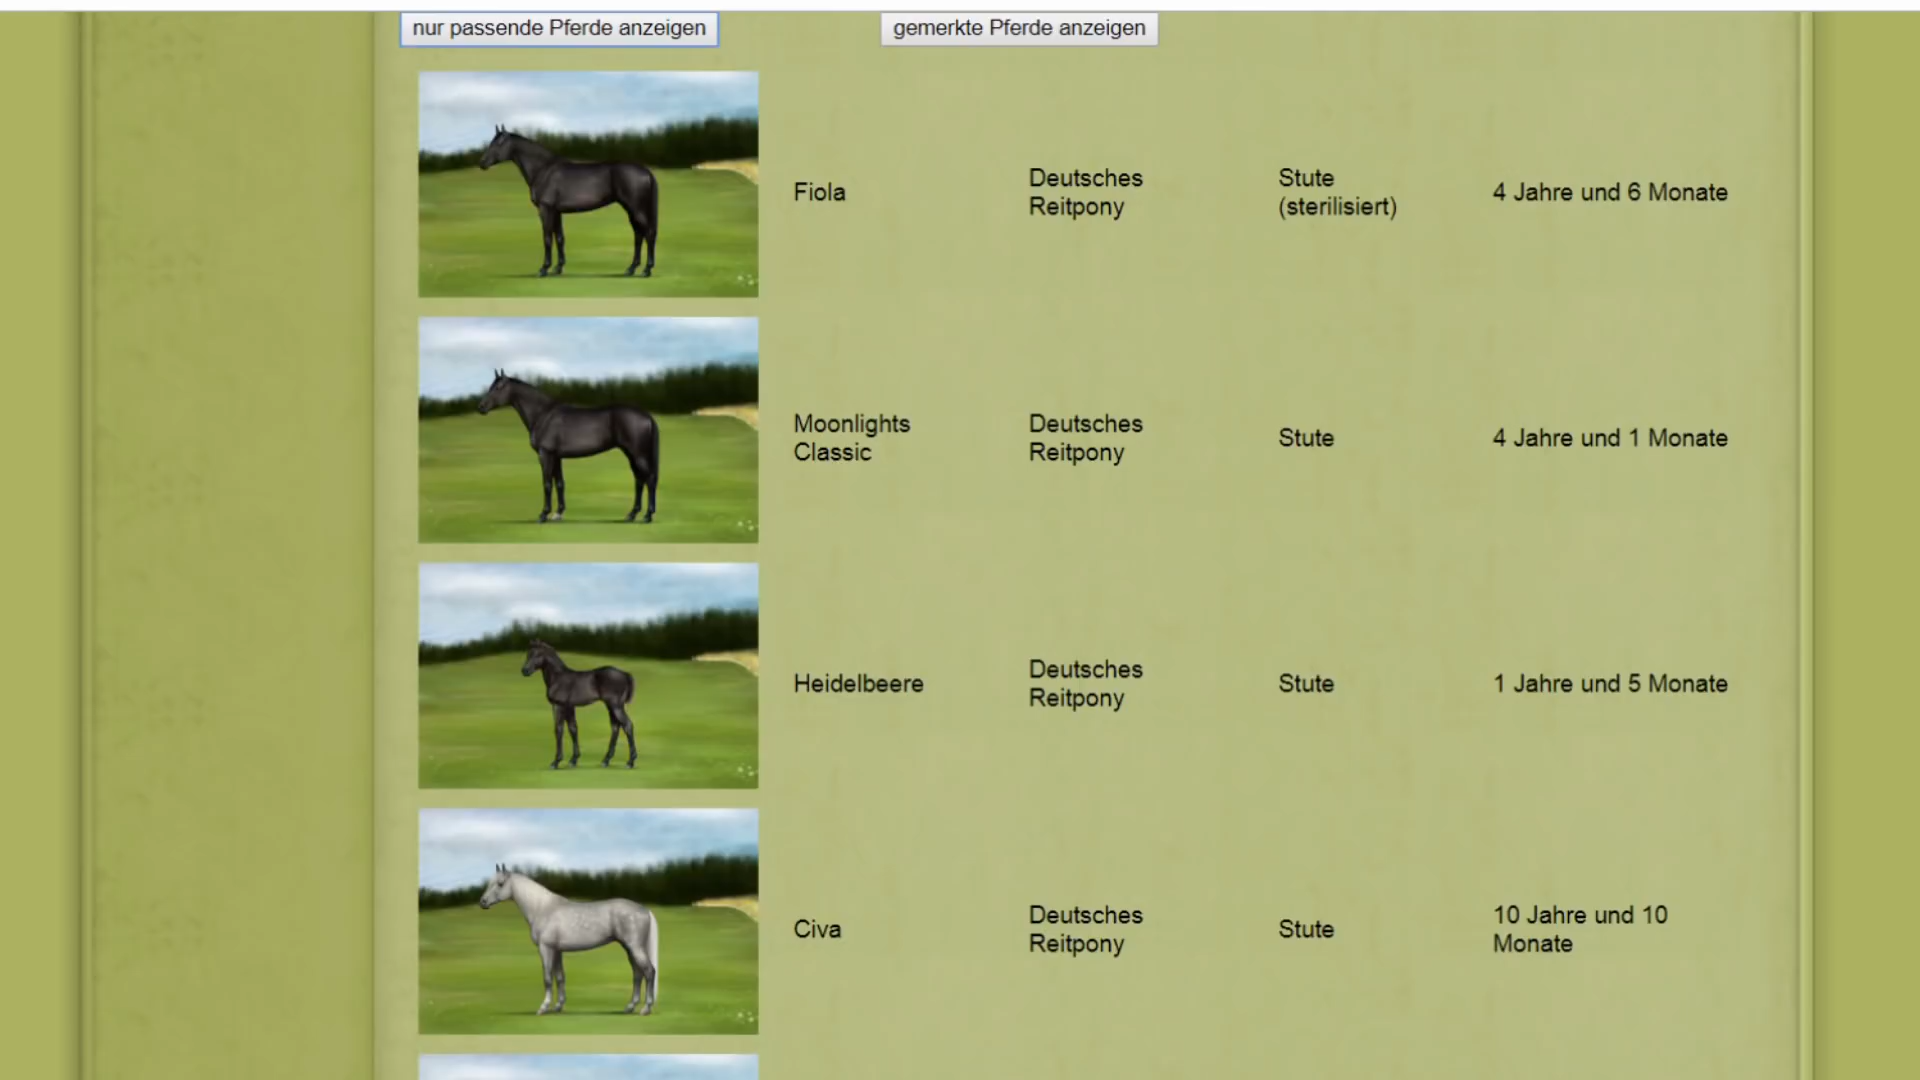 nur passende Pferde anzeigen
gemerkte Pferde anzeigen
Fiola
Deutsches
Reitpony
Stute
(sterilisiert)
4 Jahre und 6 Monate
Moonlights
Classic
Deutsches
Reitpony
Stute
4 Jahre und 1 Monate
Heidelbeere
Deutsches
Reitpony
Stute
1 Jahre und 5 Monate
Civa
Deutsches
Reitpony
Stute
10 Jahre und 10
Monate